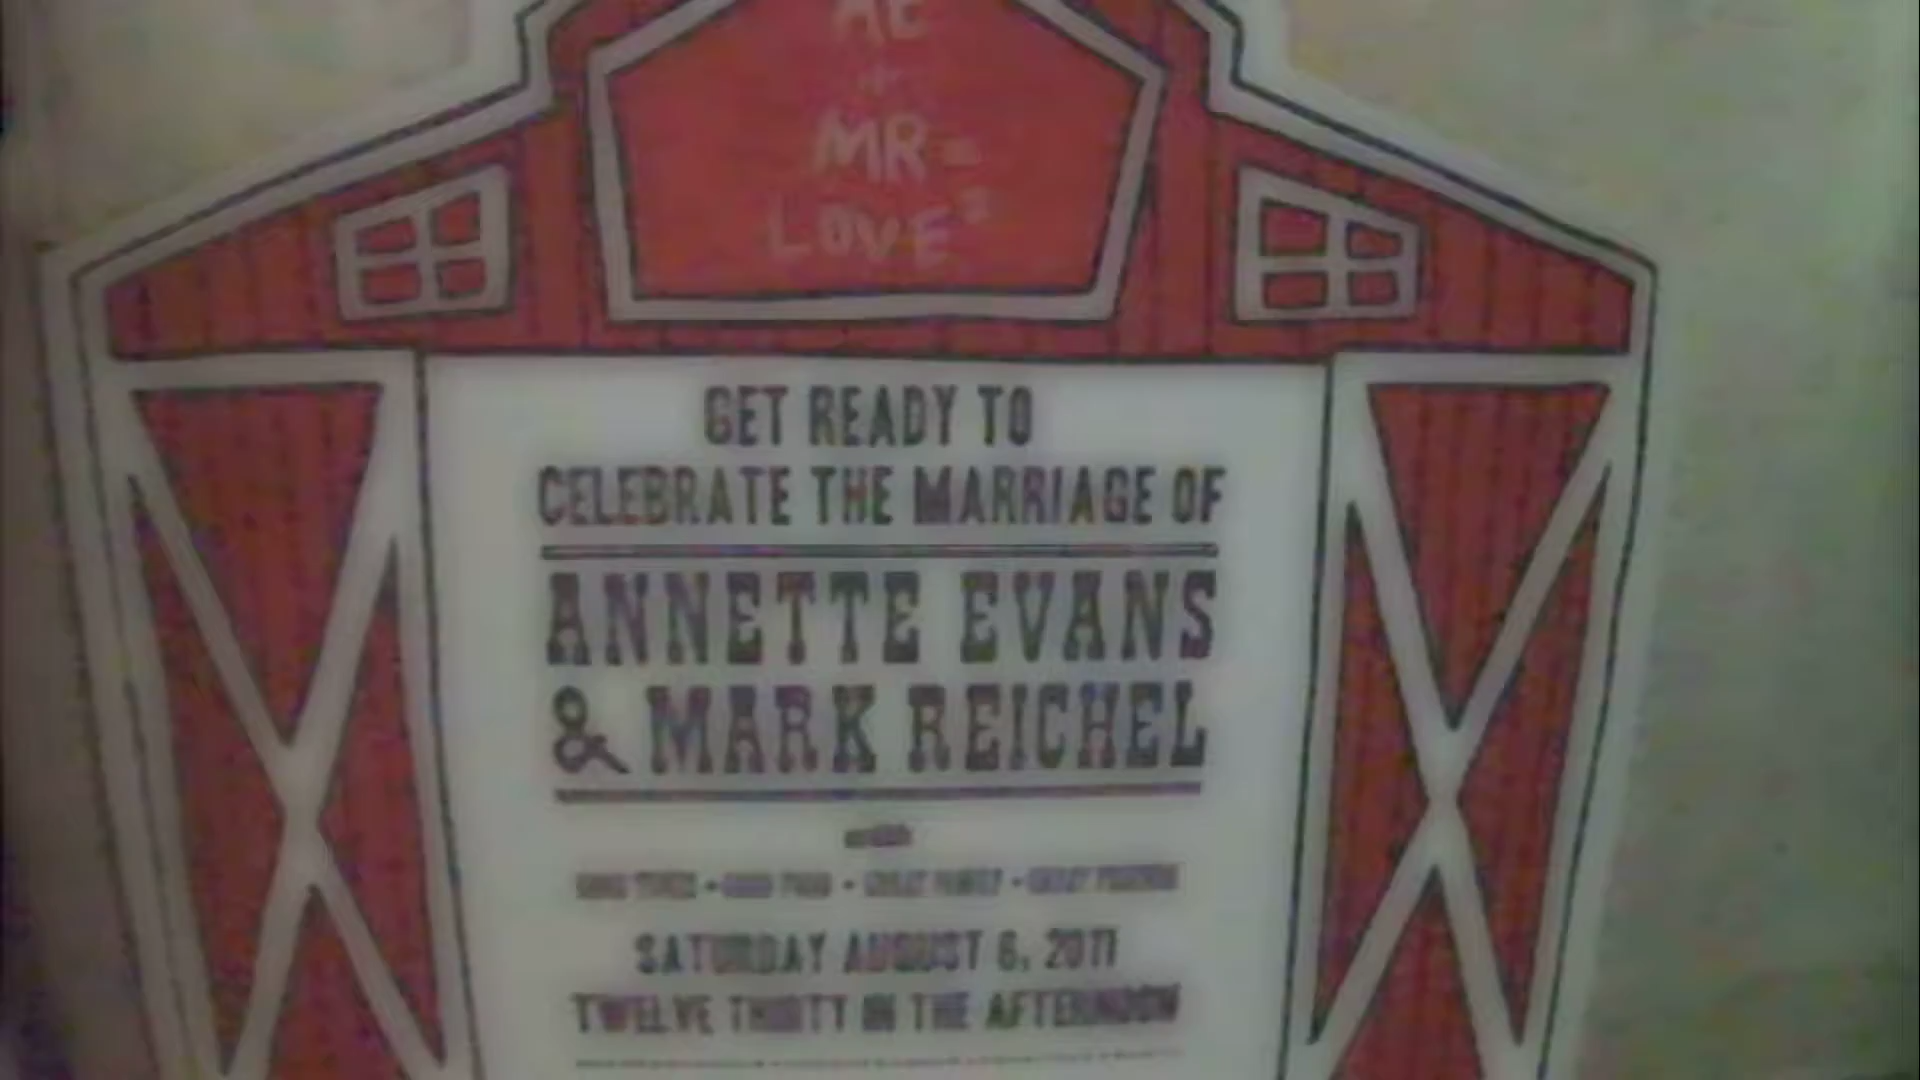 AE
+
MR =
LOVE²
GET READY TO
CELEBRATE THE MARRIAGE OF
ANNETTE EVANS
& MARK REICHEL
with
SATURDAY AUGUST 6, 2011
TWELVE THIRTY IN THE AFTERNOON